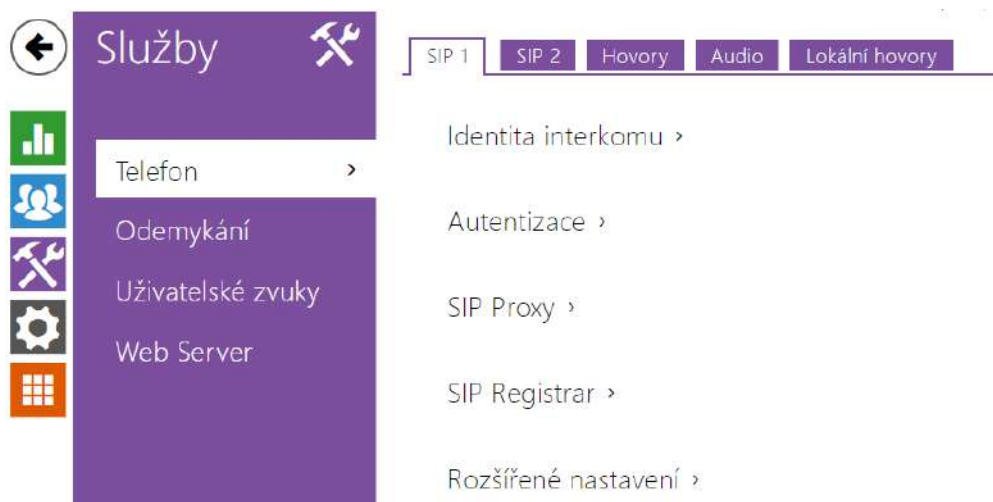 Služby
Telefon
Odemykání
Uživatelské zvuky
Web Server
SIP 1 SIP 2 Hovory Audio Lokální hovory
Identita interkomu ›
Autentizace ›
SIP Proxy ›
SIP Registrar ›
Rozšířené nastavení ›